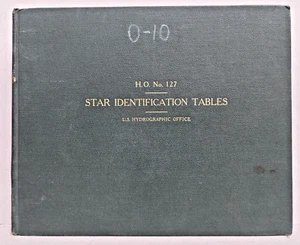 0-10
H.O. No. 127
STAR IDENTIFICATION TABLES
U.S. HYDROGRAPHIC OFFICE